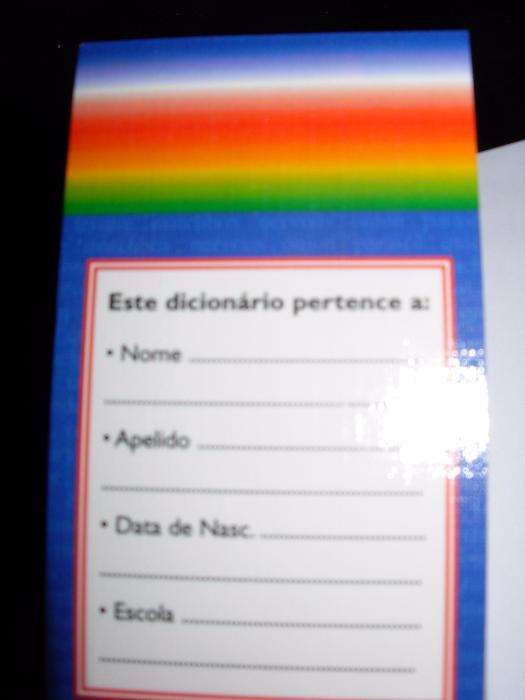 Este dicionário pertence a:
• Nome
• Apelido
• Data de Nasc.
• Escola